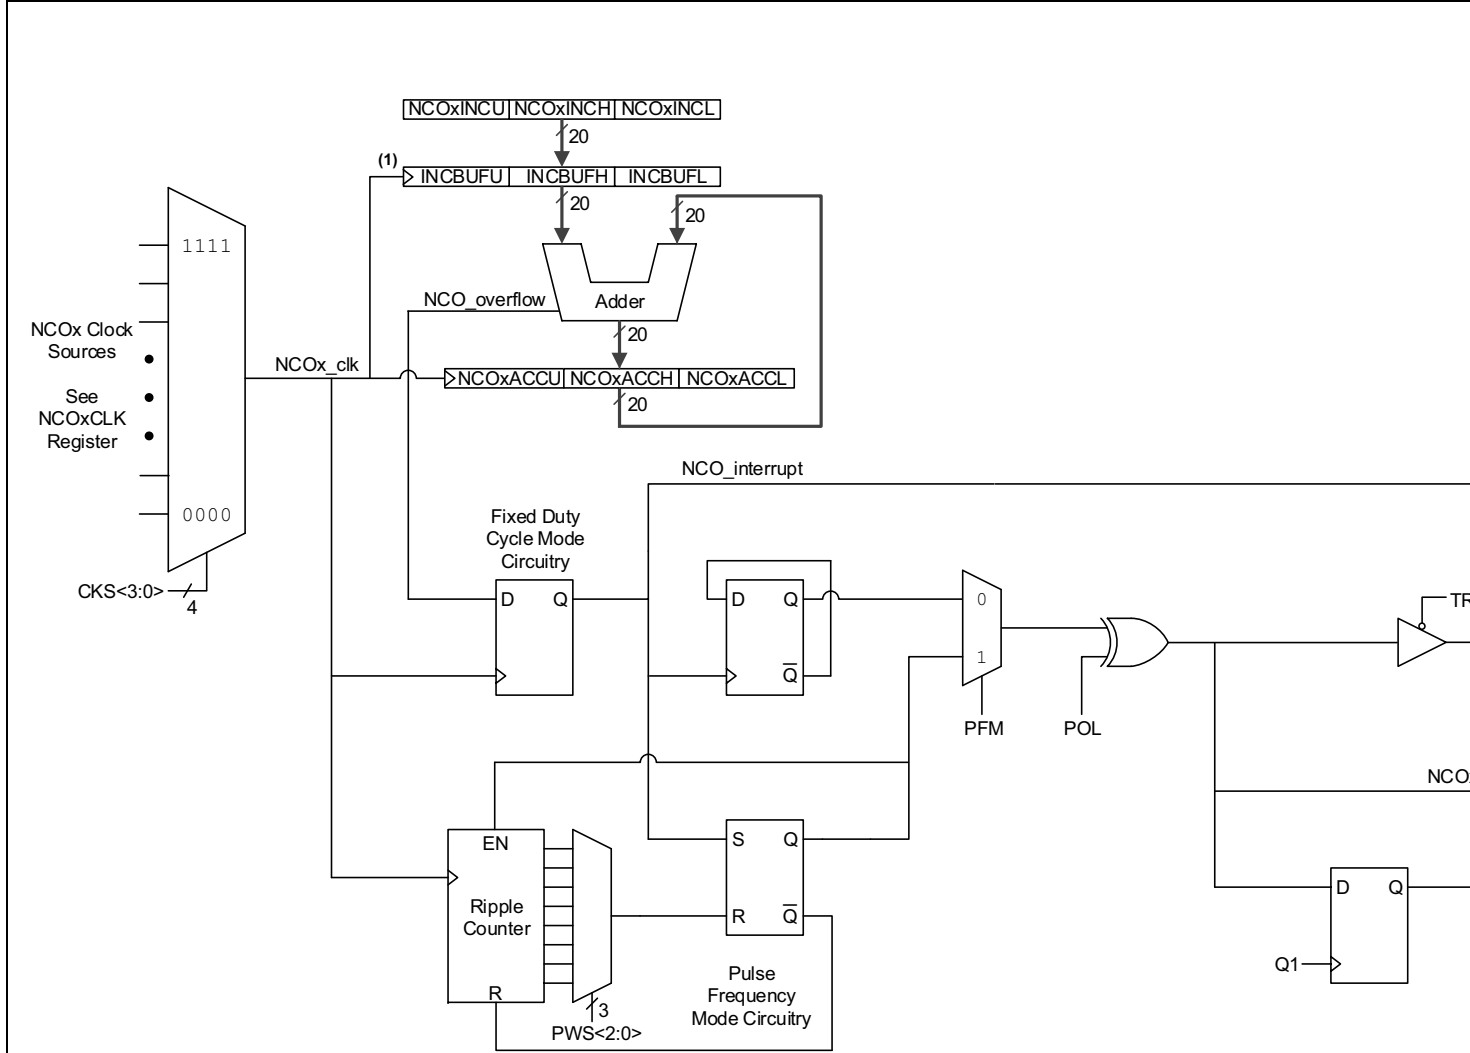 NCOxINCU NCOxINCH NCOxINCL
20
(1)
INCBUFU INCBUFH INCBUFL
20
20
1111
NCO_overflow
Adder
NCOx Clock
Sources
20
NCOx_clk
NCOxACCU NCOxACCH NCOxACCL
See
NCOxCLK
Register
20
NCO_interrupt
0000
Fixed Duty
Cycle Mode
Circuitry
CKS<3:0>
4
D Q
D Q
0
TR
Q
1
PFM
POL
NCOx
EN
S Q
Ripple
Counter
R Q
D Q
Q1
R
3
PWS<2:0>
Pulse
Frequency
Mode Circuitry